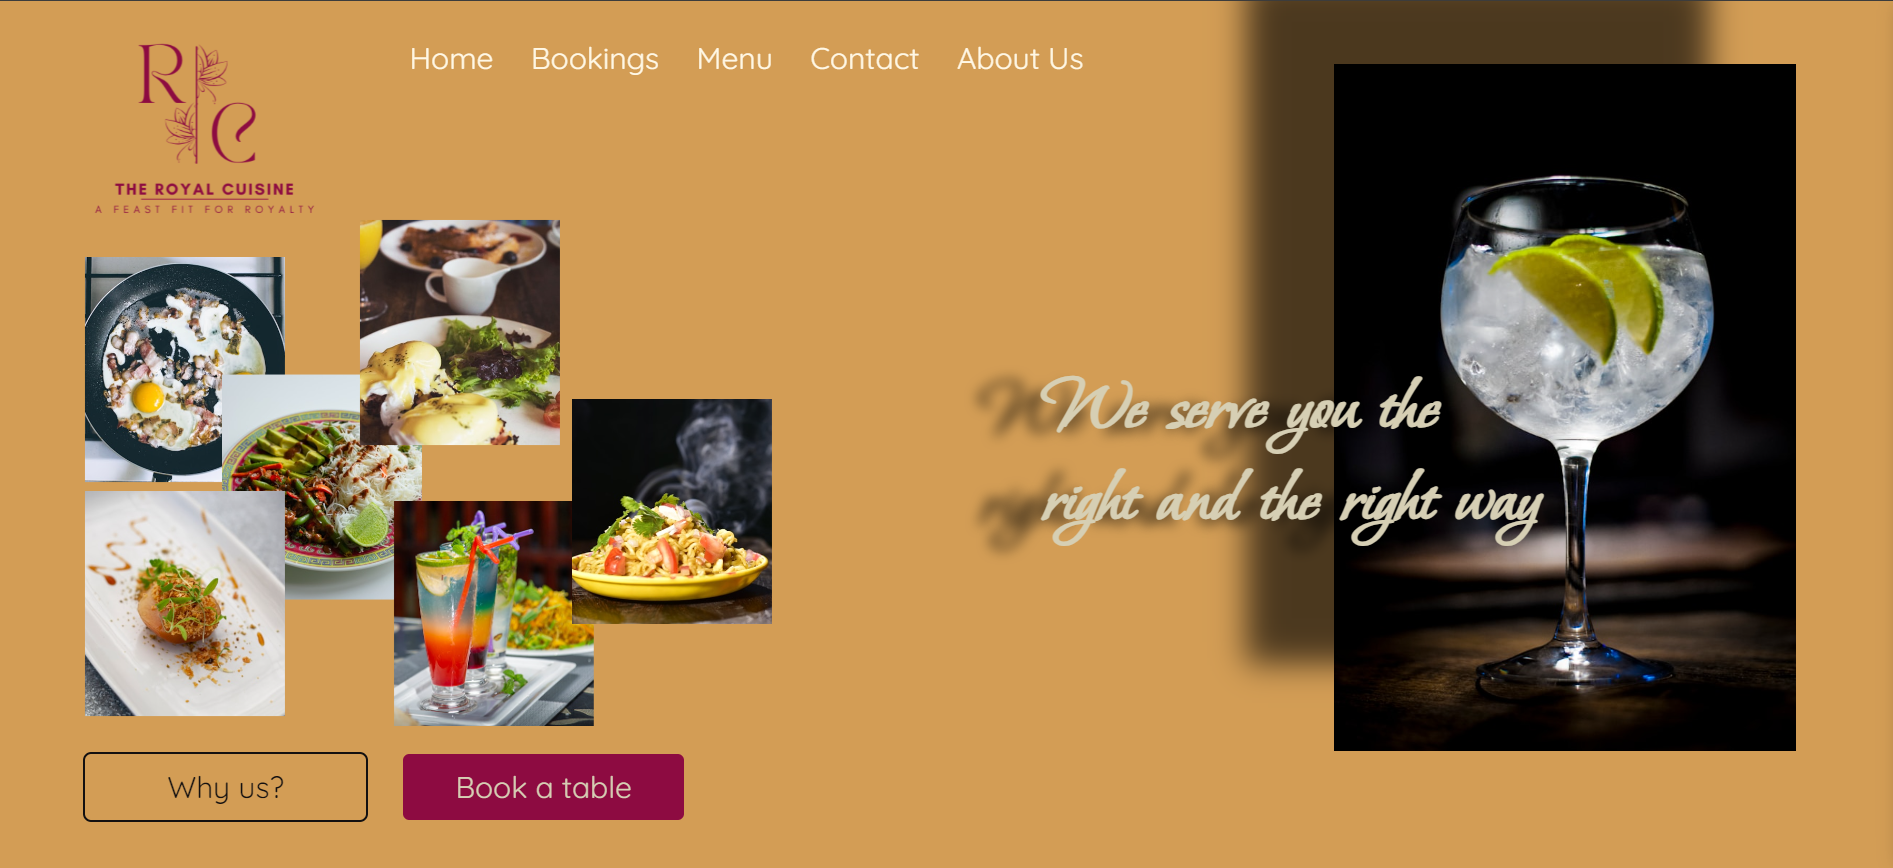 R C
THE ROYAL CUISINE
A FEAST FIT FOR ROYALTY
Home Bookings Menu Contact About Us
We serve you the
right and the right way
Why us?
Book a table